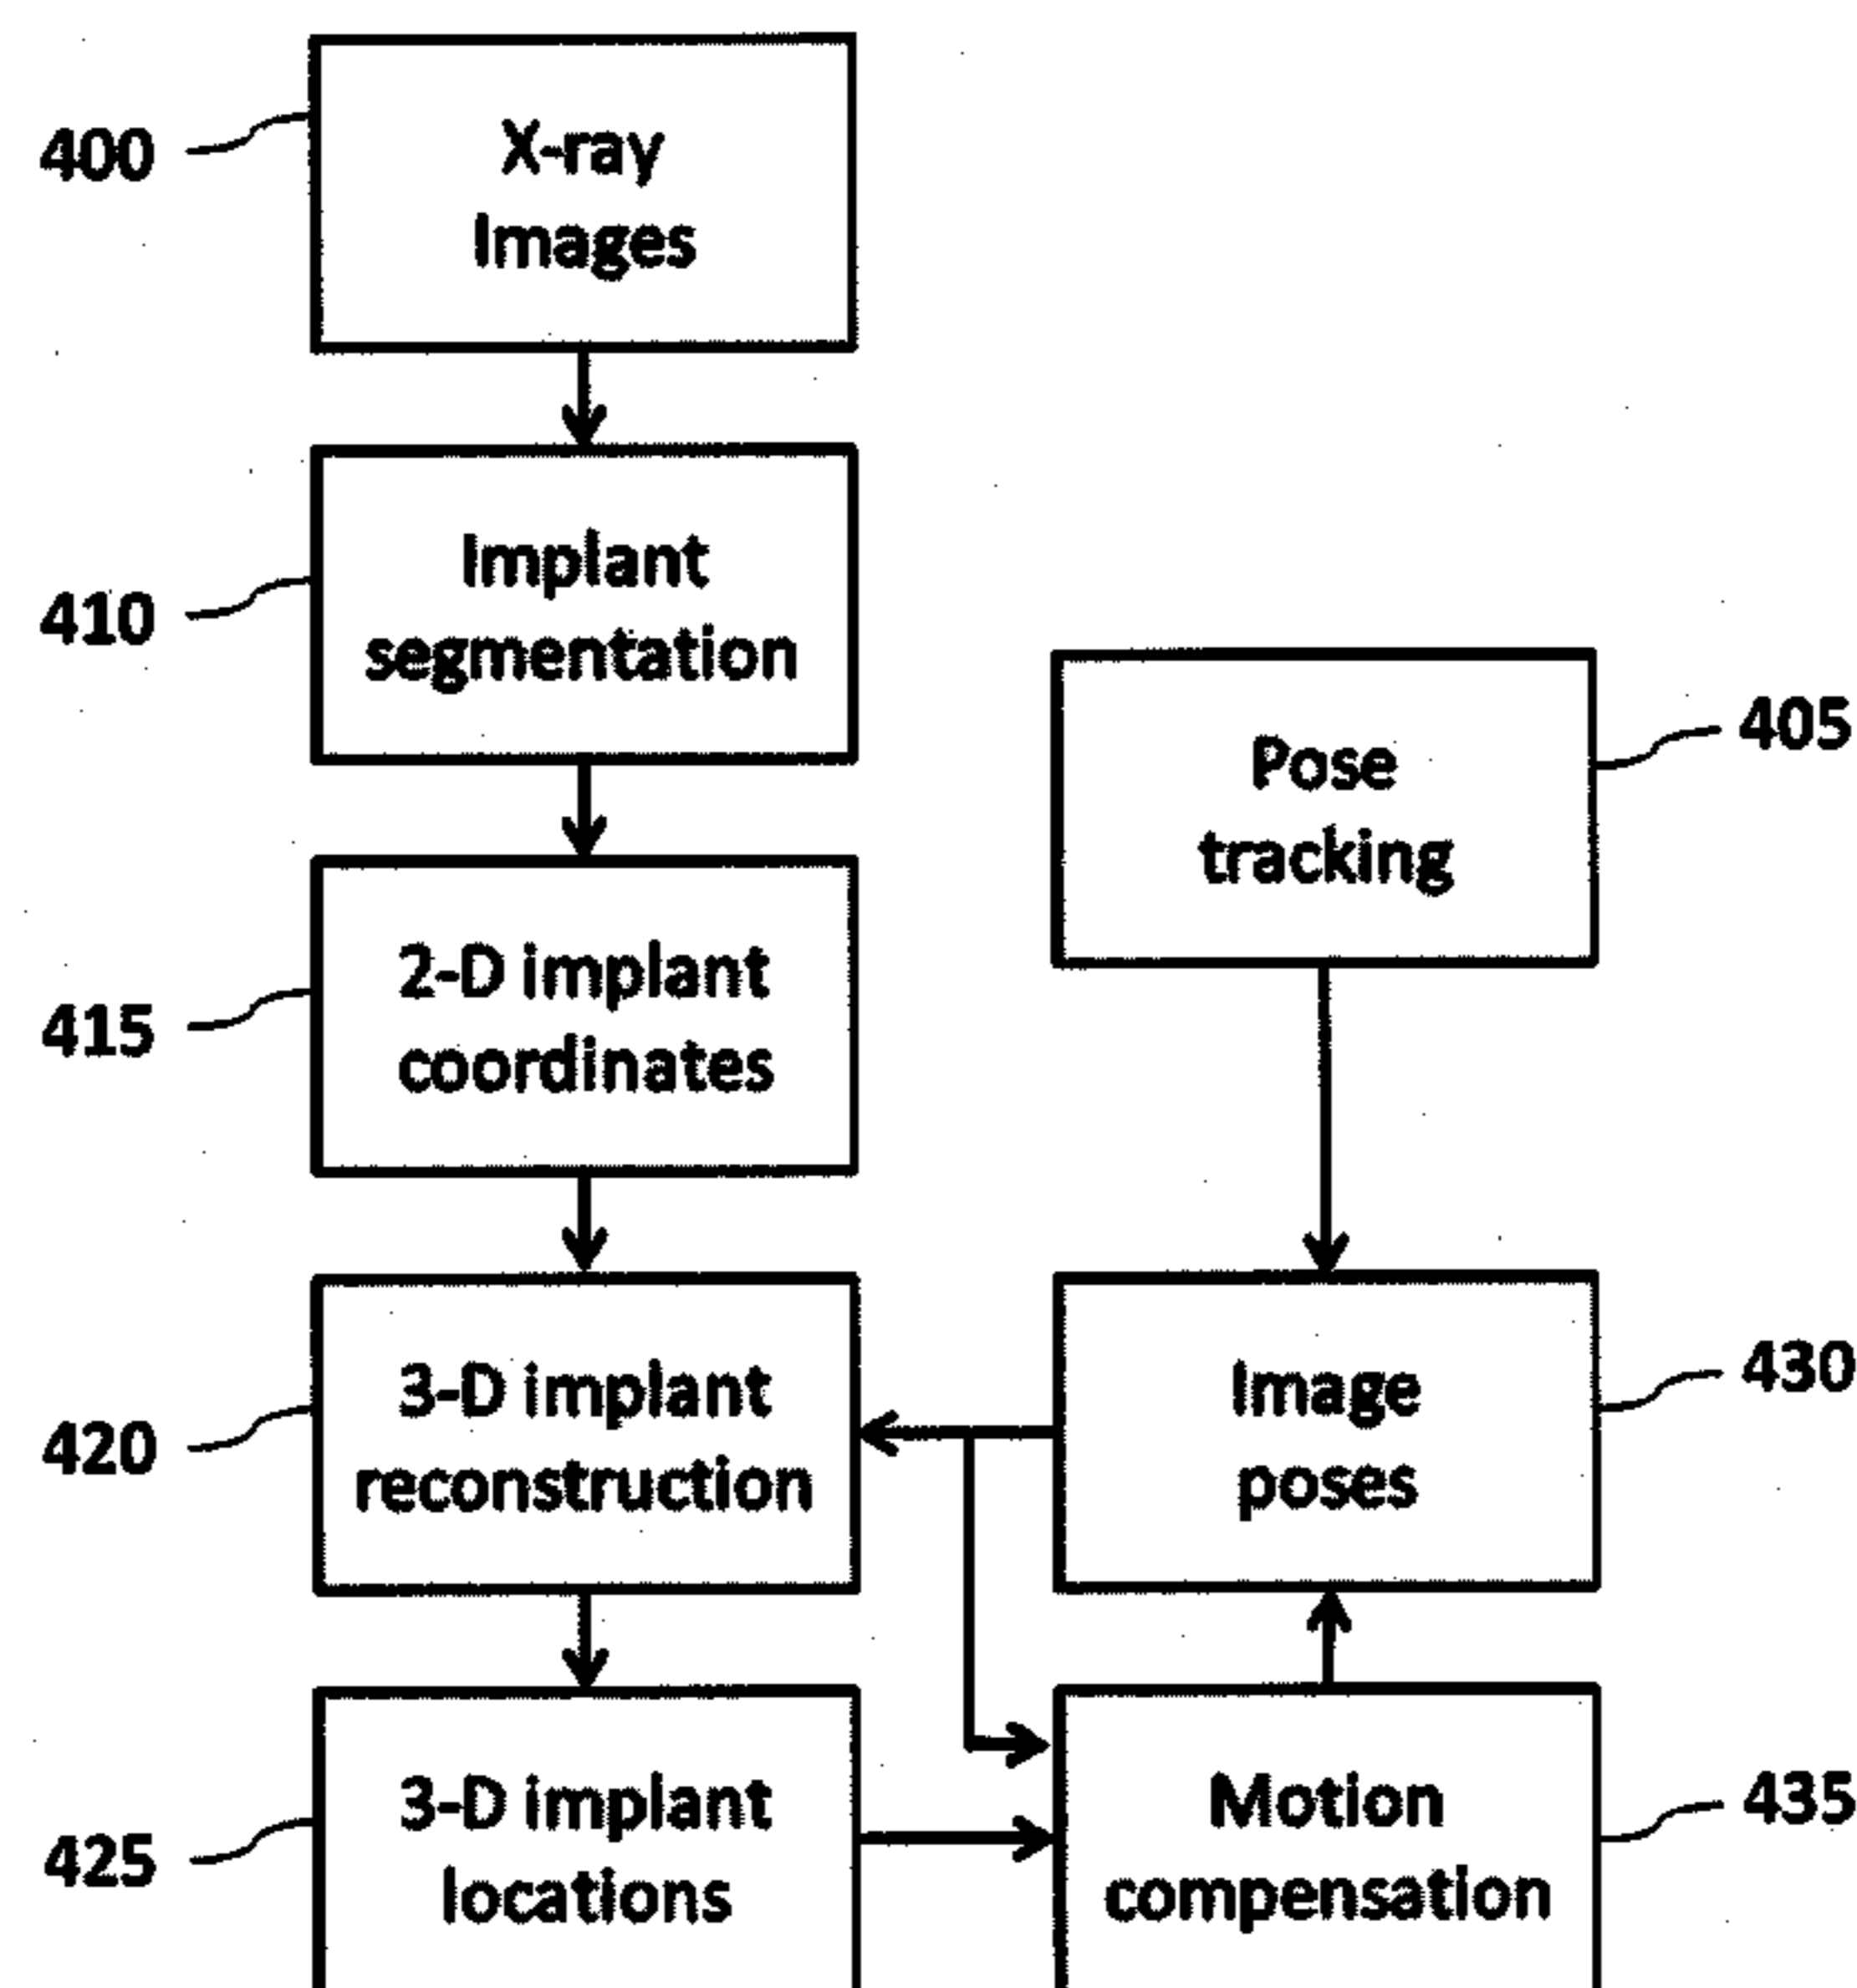 400
X-ray
Images
410
Implant
segmentation
Pose
tracking
405
415
2-D implant
coordinates
420
3-D implant
reconstruction
Image
poses
430
425
3-D implant
locations
Motion
compensation
435